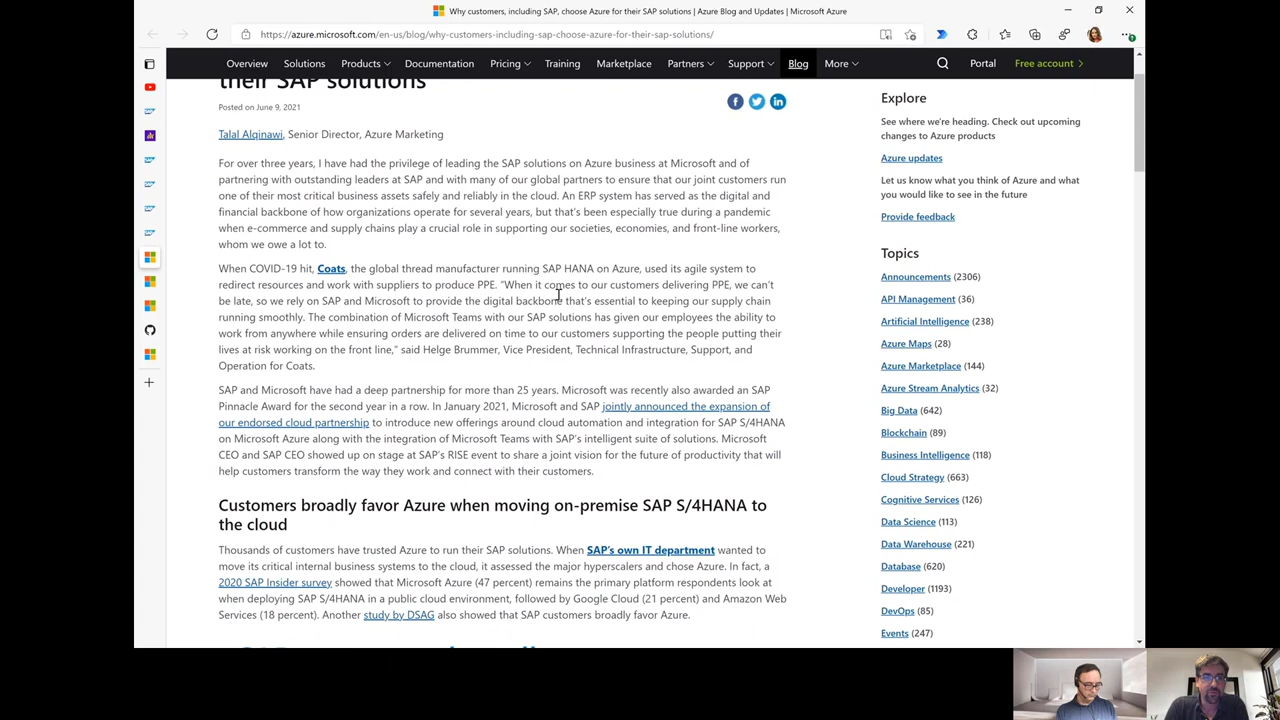 Why customers, including SAP, choose Azure for their SAP solutions | Azure Blog and Updates | Microsoft Azure
https://azure.microsoft.com/en-us/blog/why-customers-including-sap-choose-azure-for-their-sap-solutions/
Overview Solutions Products Documentation Pricing Training Marketplace Partners Support Blog More Portal Free account
their SAP solutions
Posted on June 9, 2021
Talal Alqinawi, Senior Director, Azure Marketing
For over three years, I have had the privilege of leading the SAP solutions on Azure business at Microsoft and of
partnering with outstanding leaders at SAP and with many of our global partners to ensure that our joint customers run
one of their most critical business assets safely and reliably in the cloud. An ERP system has served as the digital and
financial backbone of how organizations operate for several years, but that's been especially true during a pandemic
when e-commerce and supply chains play a crucial role in supporting our societies, economies, and front-line workers,
whom we owe a lot to.
When COVID-19 hit, Coats, the global thread manufacturer running SAP HANA on Azure, used its agile system to
redirect resources and work with suppliers to produce PPE. “When it comes to our customers delivering PPE, we can’t
be late, so we rely on SAP and Microsoft to provide the digital backbone that’s essential to keeping our supply chain
running smoothly. The combination of Microsoft Teams with our SAP solutions has given our employees the ability to
work from anywhere while ensuring orders are delivered on time to our customers supporting the people putting their
lives at risk working on the front line,” said Helge Brummer, Vice President, Technical Infrastructure, Support, and
Operation for Coats.
SAP and Microsoft have had a deep partnership for more than 25 years. Microsoft was recently also awarded an SAP
Pinnacle Award for the second year in a row. In January 2021, Microsoft and SAP jointly announced the expansion of
our endorsed cloud partnership to introduce new offerings around cloud automation and integration for SAP S/4HANA
on Microsoft Azure along with the integration of Microsoft Teams with SAP’s intelligent suite of solutions. Microsoft
CEO and SAP CEO showed up on stage at SAP’s RISE event to share a joint vision for the future of productivity that will
help customers transform the way they work and connect with their customers.
Customers broadly favor Azure when moving on-premise SAP S/4HANA to
the cloud
Thousands of customers have trusted Azure to run their SAP solutions. When SAP’s own IT department wanted to
move its critical internal business systems to the cloud, it assessed the major hyperscalers and chose Azure. In fact, a
2020 SAP Insider survey showed that Microsoft Azure (47 percent) remains the primary platform respondents look at
when deploying SAP S/4HANA in a public cloud environment, followed by Google Cloud (21 percent) and Amazon Web
Services (18 percent). Another study by DSAG also showed that SAP customers broadly favor Azure.
Explore
See where we're heading. Check out upcoming
changes to Azure products
Azure updates
Let us know what you think of Azure and what
you would like to see in the future
Provide feedback
Topics
Announcements (2306)
API Management (36)
Artificial Intelligence (238)
Azure Maps (28)
Azure Marketplace (144)
Azure Stream Analytics (32)
Big Data (642)
Blockchain (89)
Business Intelligence (118)
Cloud Strategy (663)
Cognitive Services (126)
Data Science (113)
Data Warehouse (221)
Database (620)
Developer (1193)
DevOps (85)
Events (247)